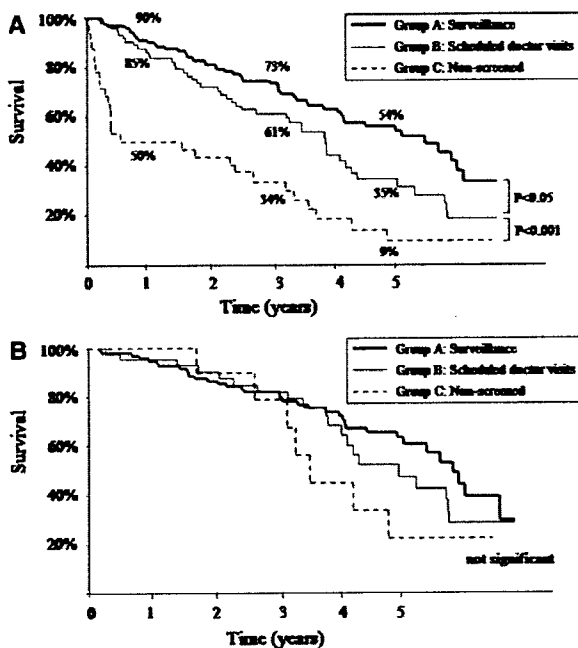 A
100%
80%
60%
40%
20%
0
Survival
90%
85%
50%
73%
61%
34%
54%
35%
9%
Group A: Surveillance
Group B: Scheduled doctor visits
Group C: Non-screened
P<0.05
P<0.001
1 2 3 4 5
Time (years)
B
100%
80%
60%
40%
20%
Survival
Group A: Surveillance
Group B: Scheduled doctor visits
Group C: Non-screened
not significant
0 1 2 3 4 5
Time (years)